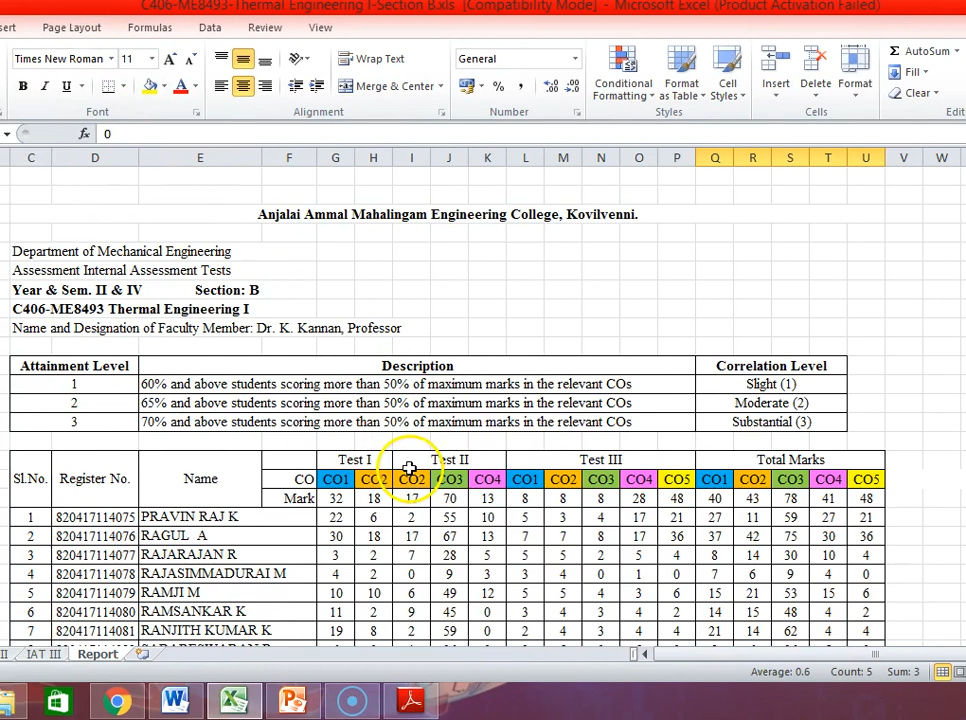 C406-ME8493-Thermal Engineering I-Section B.xls [Compatibility Mode] - Microsoft Excel (Product Activation Failed)
sert Page Layout Formulas Data Review View
Times New Roman 11 A A Wrap Text General Conditional Formatting Format as Table Cell Styles Insert Delete Format Σ AutoSum Fill Clear
B I U A Merge & Center % , .00
Font Alignment Number Styles Cells Edit
fx 0
C D E F G H I J K L M N O P Q R S T U V W
Anjalai Ammal Mahalingam Engineering College, Kovilvenni.
Department of Mechanical Engineering
Assessment Internal Assessment Tests
Year & Sem. II & IV Section: B
C406-ME8493 Thermal Engineering I
Name and Designation of Faculty Member: Dr. K. Kannan, Professor
Attainment Level Description Correlation Level
1 60% and above students scoring more than 50% of maximum marks in the relevant COs Slight (1)
2 65% and above students scoring more than 50% of maximum marks in the relevant COs Moderate (2)
3 70% and above students scoring more than 50% of maximum marks in the relevant COs Substantial (3)
Sl.No. Register No. Name Test I Test II Test III Total Marks
CO CO1 CO2 CO2 CO3 CO4 CO1 CO2 CO3 CO4 CO5 CO1 CO2 CO3 CO4 CO5
Mark 32 18 17 70 13 8 8 8 28 48 40 43 78 41 48
1 820417114075 PRAVIN RAJ K 22 6 2 55 10 5 3 4 17 21 27 11 59 27 21
2 820417114076 RAGUL A 30 18 17 67 13 7 7 8 17 36 37 42 75 30 36
3 820417114077 RAJARAJAN R 3 2 7 28 5 5 5 2 5 4 8 14 30 10 4
4 820417114078 RAJASIMMADURAI M 4 2 0 9 3 3 4 0 1 0 7 6 9 4 0
5 820417114079 RAMJI M 10 10 6 49 12 5 5 4 3 6 15 21 53 15 6
6 820417114080 RAMSANKAR K 11 2 9 45 0 3 4 3 4 2 14 15 48 4 2
7 820417114081 RANJITH KUMAR K 19 8 2 59 0 2 4 3 4 4 21 14 62 4 4
II IAT III Report
Average: 0.6 Count: 5 Sum: 3